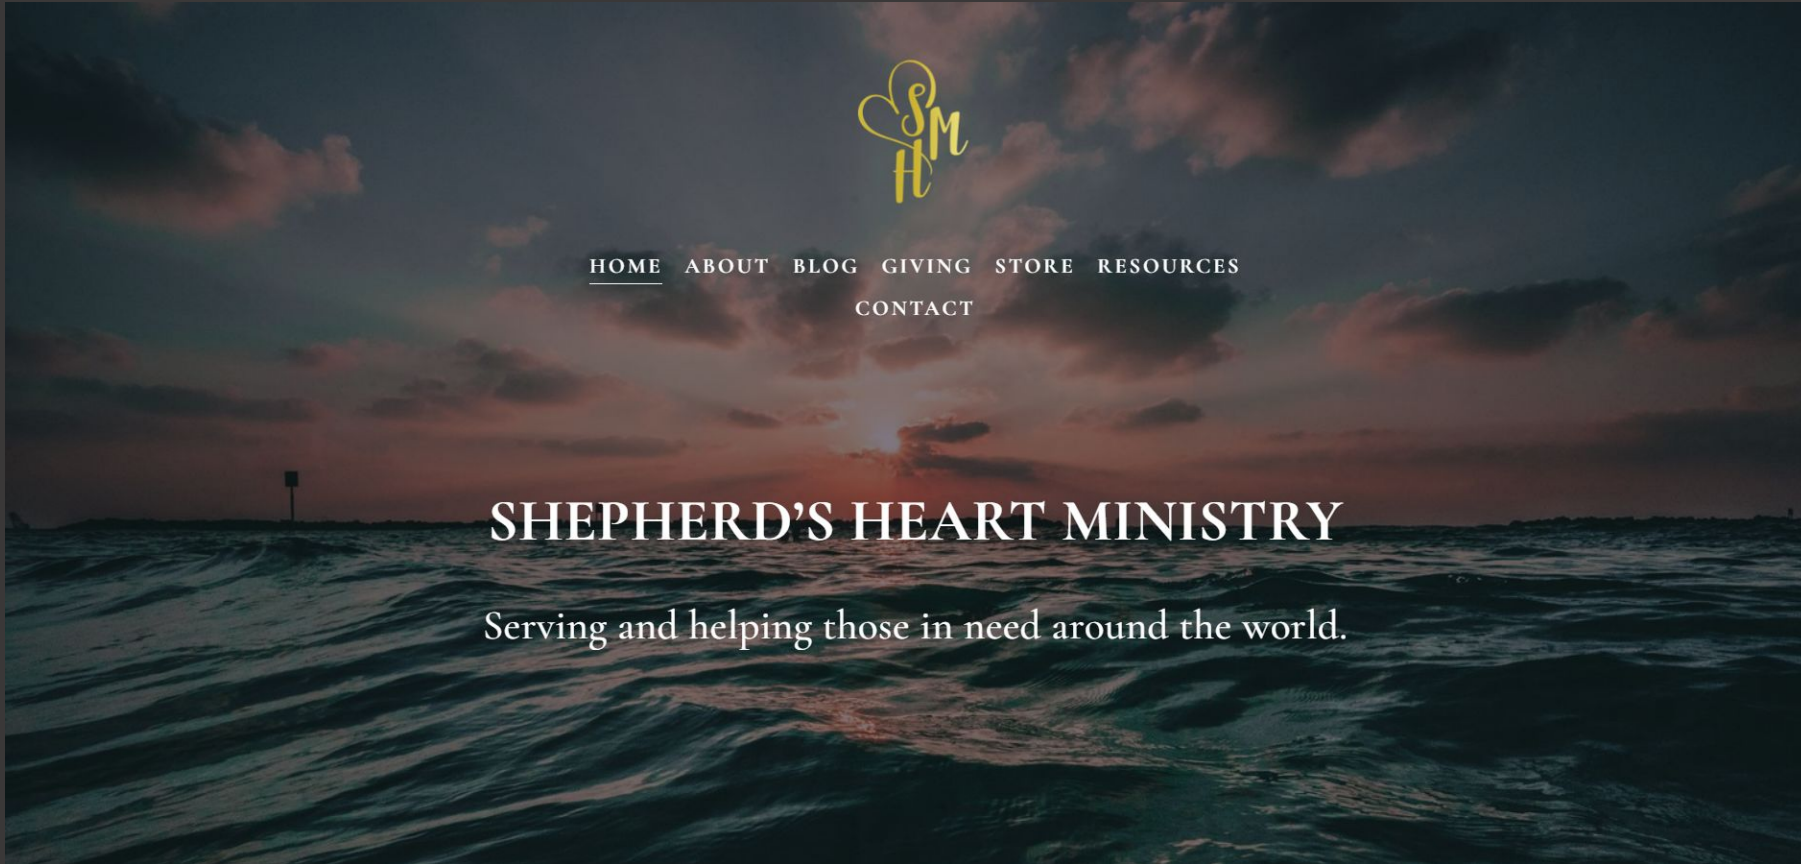 S
M
H
HOME ABOUT BLOG GIVING STORE RESOURCES
CONTACT
SHEPHERD’S HEART MINISTRY
Serving and helping those in need around the world.